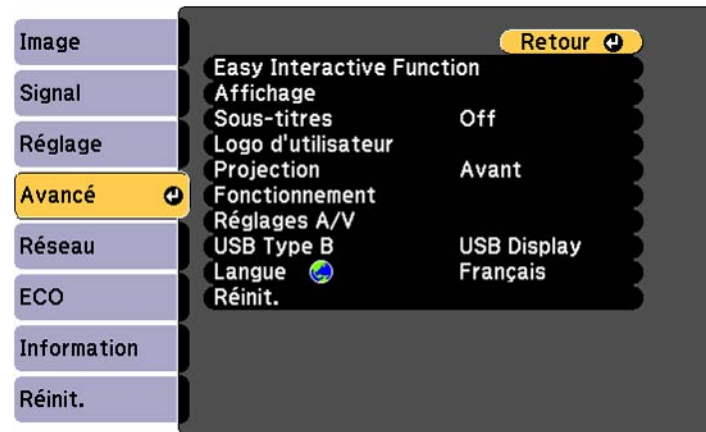 Image
Signal
Réglage
Avancé
Réseau
ECO
Information
Réinit.
Retour
Easy Interactive Function
Affichage
Sous-titres Off
Logo d'utilisateur
Projection Avant
Fonctionnement
Réglages A/V
USB Type B USB Display
Langue Français
Réinit.